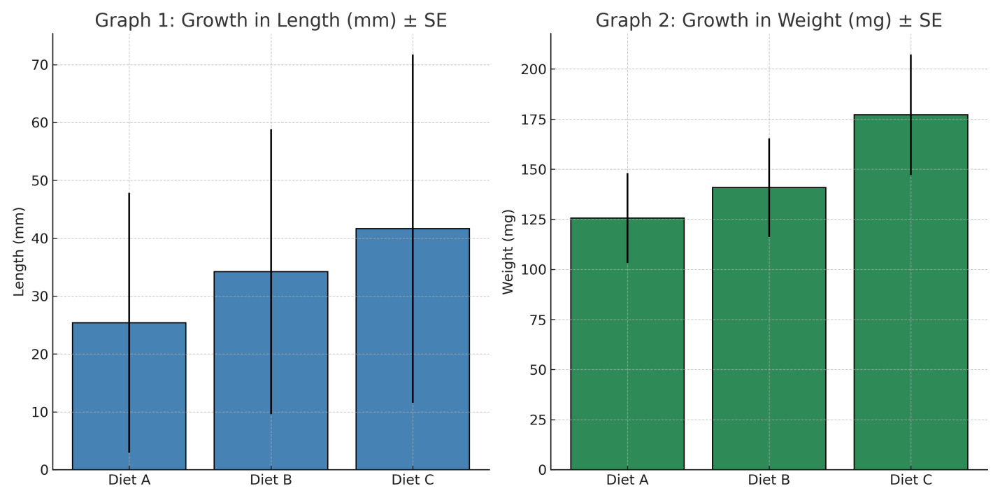 Graph 1: Growth in Length (mm) ± SE
Length (mm)
70
60
50
40
30
20
10
0
Diet A
Diet B
Diet C
Graph 2: Growth in Weight (mg) ± SE
Weight (mg)
200
175
150
125
100
75
50
25
0
Diet A
Diet B
Diet C